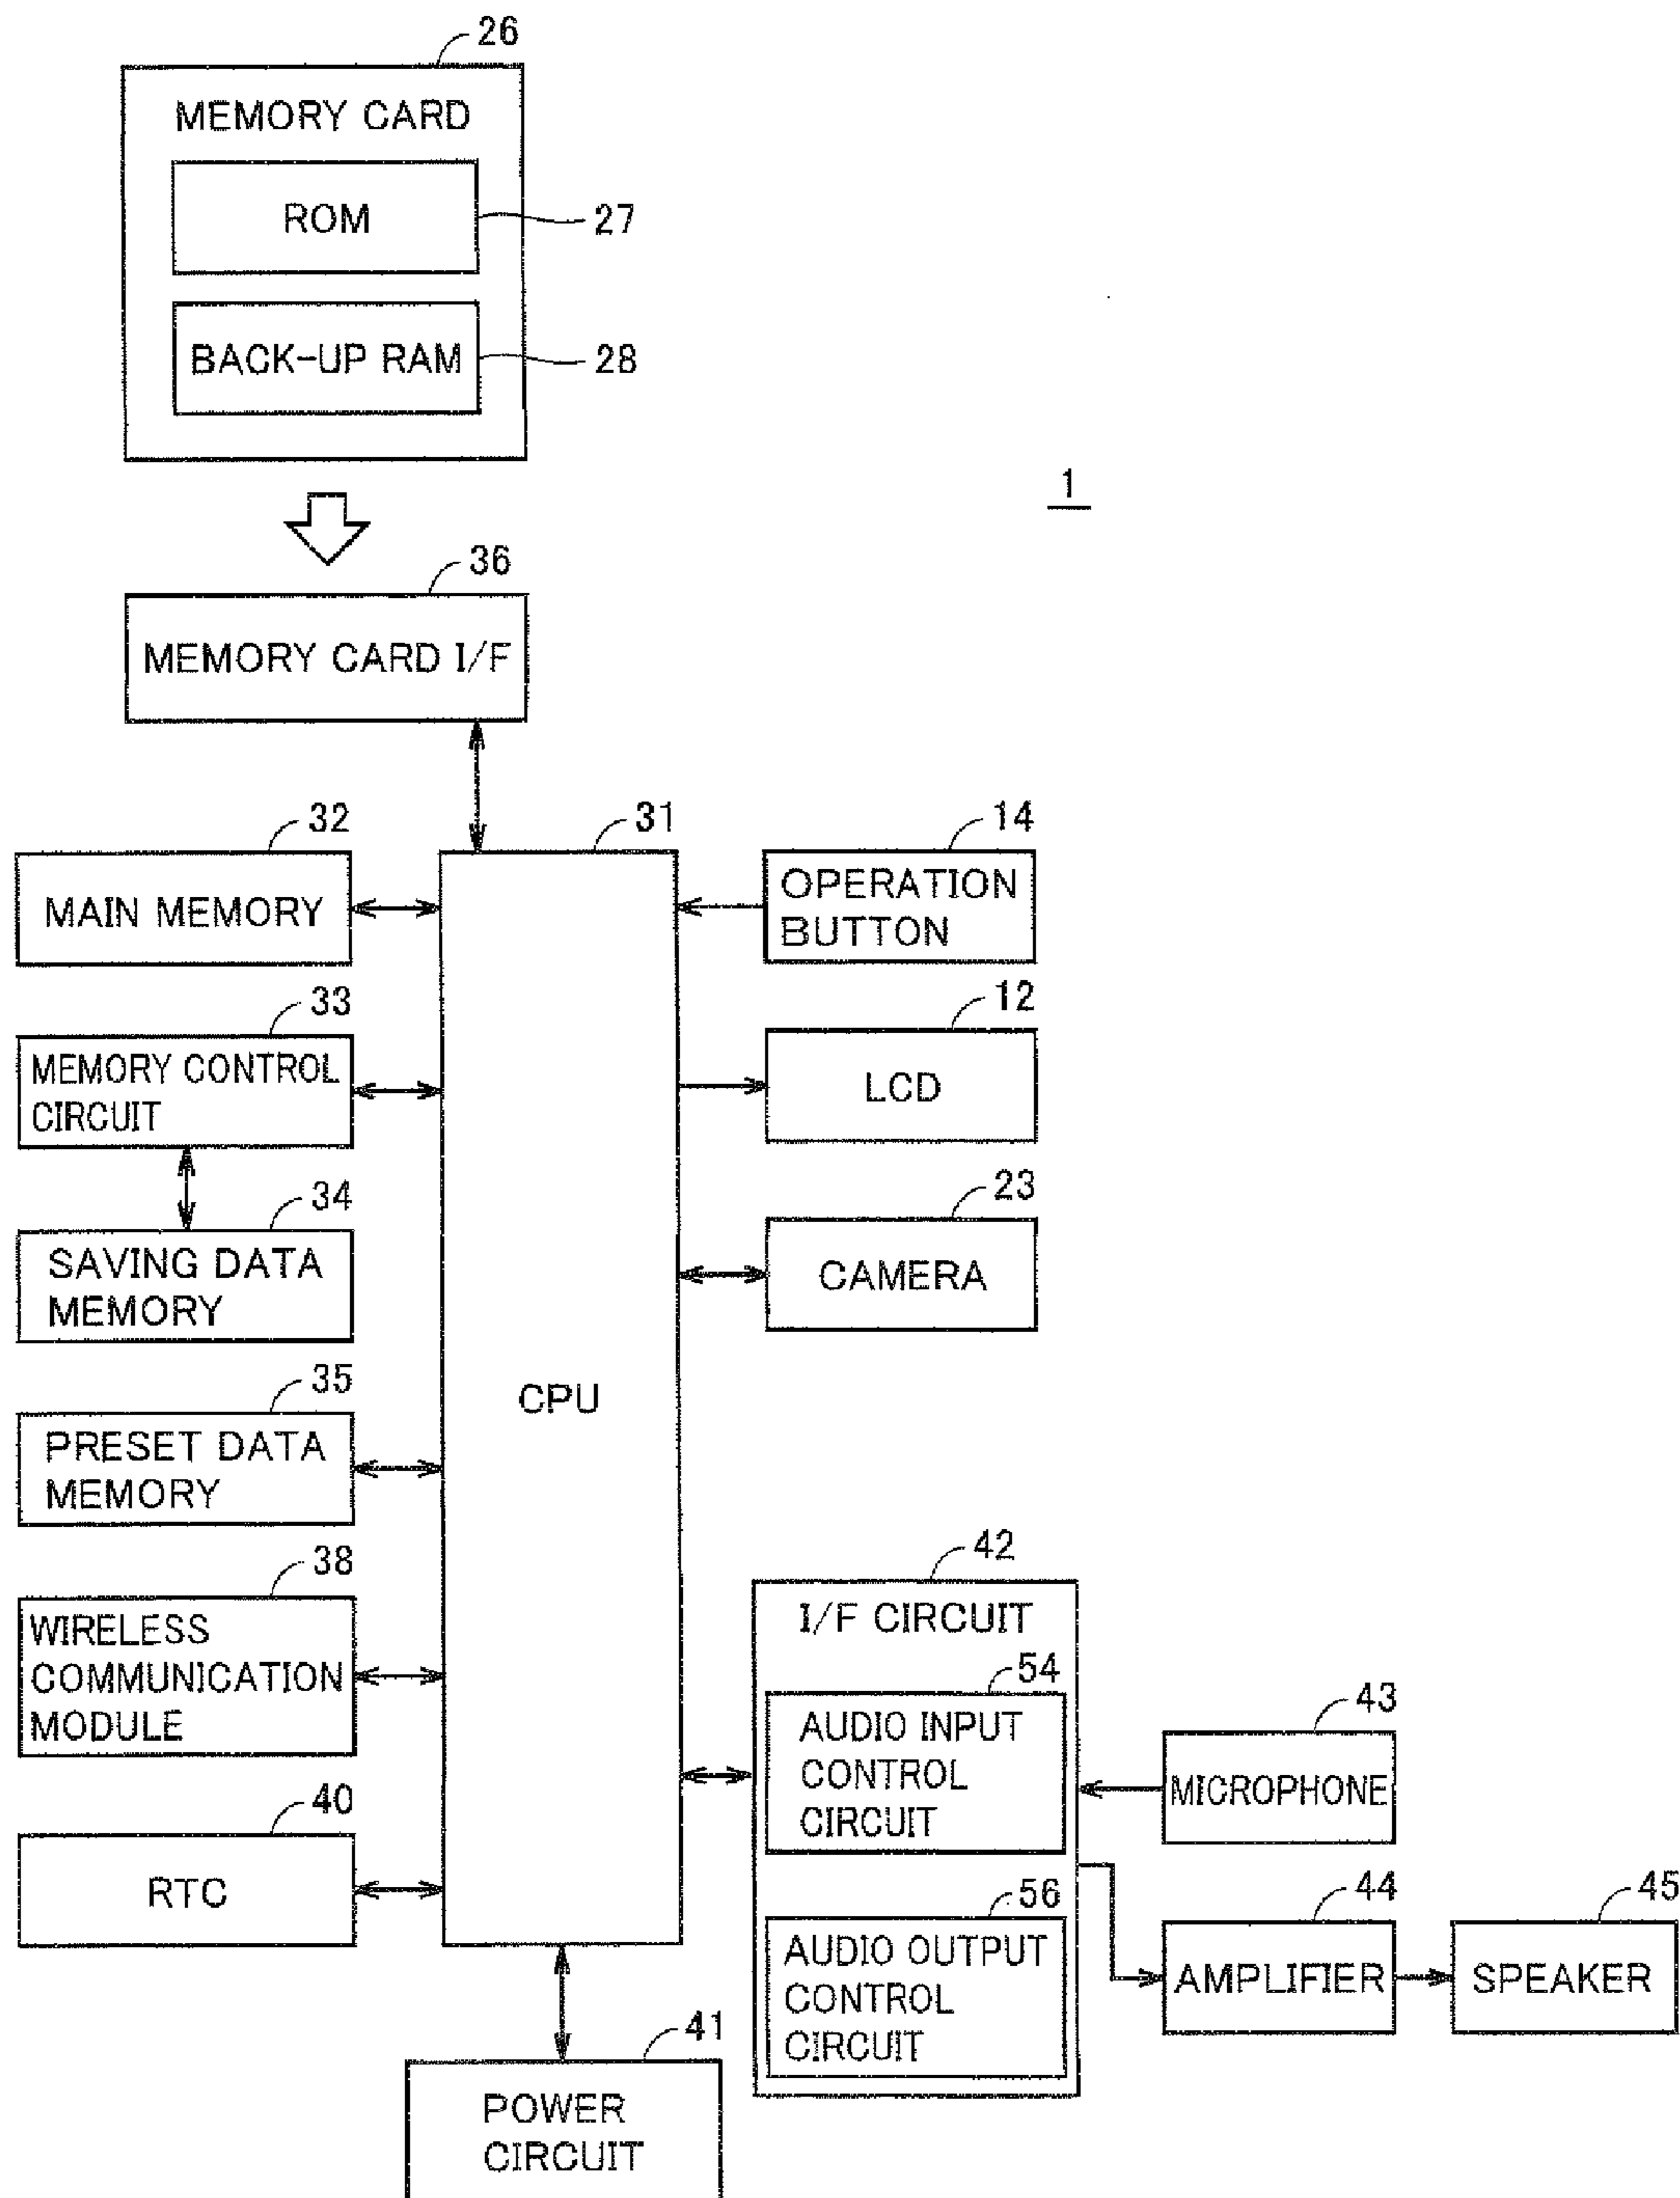 26
MEMORY CARD
ROM
27
BACK-UP RAM
28
1
36
MEMORY CARD I/F
32
31
14
MAIN MEMORY
OPERATION
BUTTON
33
12
MEMORY CONTROL
CIRCUIT
LCD
34
23
SAVING DATA
MEMORY
CAMERA
CPU
35
PRESET DATA
MEMORY
38
42
WIRELESS
COMMUNICATION
MODULE
I/F CIRCUIT
54
43
AUDIO INPUT
CONTROL
CIRCUIT
MICROPHONE
40
RTC
56
44
45
AUDIO OUTPUT
CONTROL
CIRCUIT
AMPLIFIER
SPEAKER
41
POWER
CIRCUIT